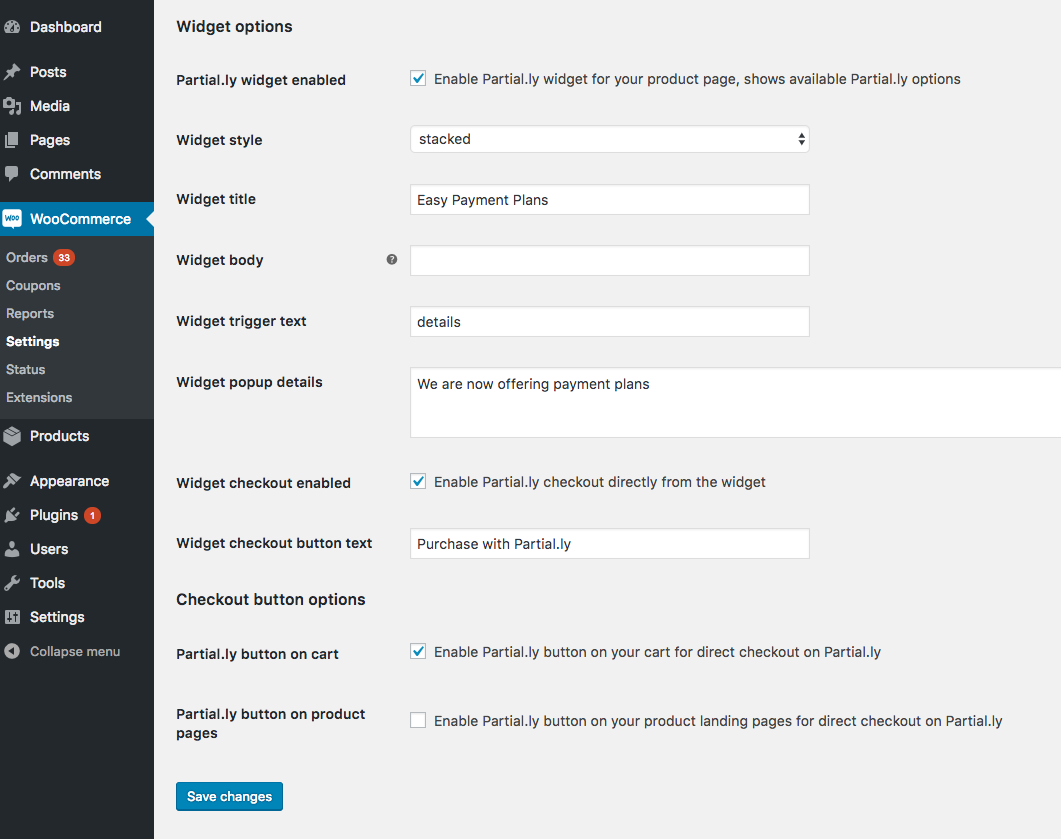 Dashboard
Posts
Media
Pages
Comments
Woo WooCommerce
Orders 33
Coupons
Reports
Settings
Status
Extensions
Products
Appearance
Plugins 1
Users
Tools
Settings
Collapse menu
Widget options
Partial.ly widget enabled
Enable Partial.ly widget for your product page, shows available Partial.ly options
Widget style
stacked
Widget title
Easy Payment Plans
Widget body ?
Widget trigger text
details
Widget popup details
We are now offering payment plans
Widget checkout enabled
Enable Partial.ly checkout directly from the widget
Widget checkout button text
Purchase with Partial.ly
Checkout button options
Partial.ly button on cart
Enable Partial.ly button on your cart for direct checkout on Partial.ly
Partial.ly button on product
pages
Enable Partial.ly button on your product landing pages for direct checkout on Partial.ly
Save changes